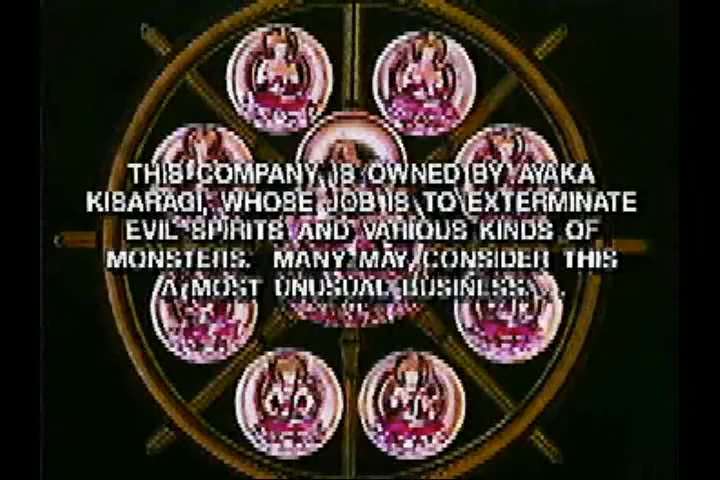 THIS COMPANY IS OWNED BY AYAKA
KISARAGI, WHOSE JOB IS TO EXTERMINATE
EVIL SPIRITS AND VARIOUS KINDS OF
MONSTERS. MANY MAY CONSIDER THIS
A MOST UNUSUAL BUSINESS...